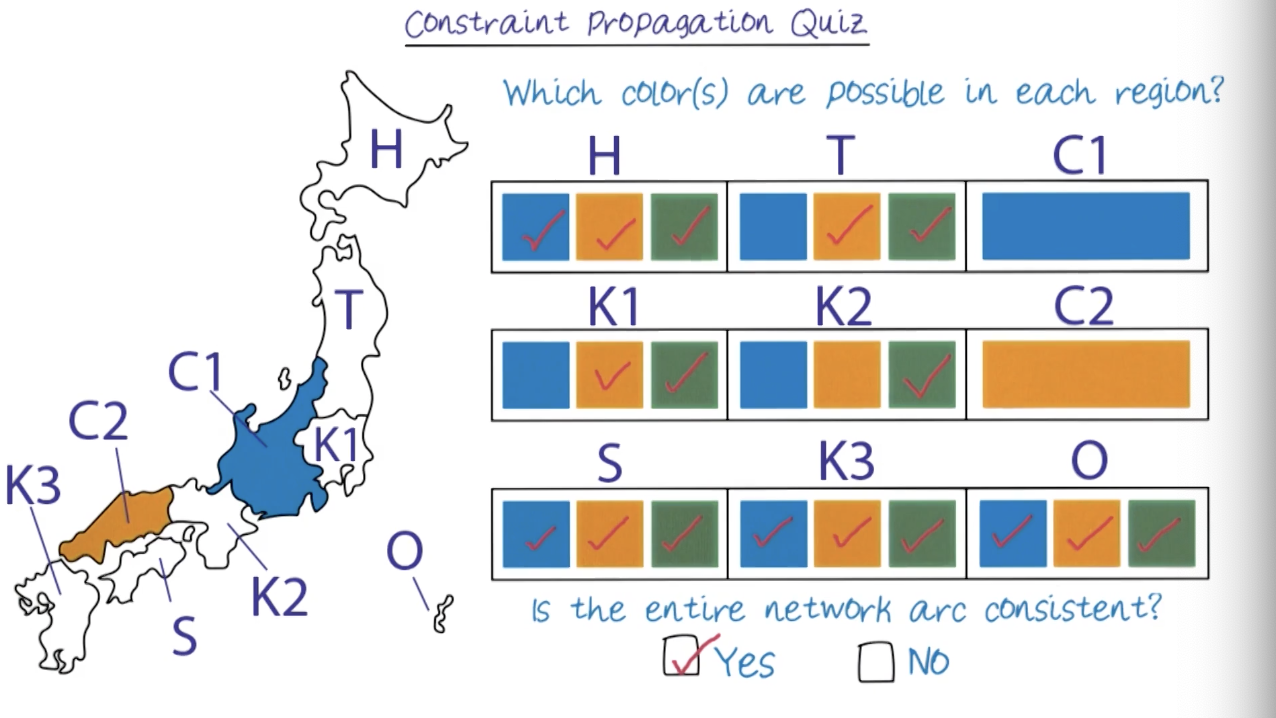 Constraint Propagation Quiz
Which color(s) are possible in each region?
H
T
C1
K1
K2
C2
S
K3
O
Is the entire network arc consistent?
Yes
No
H
T
C1
C2
K1
K3
O
K2
S